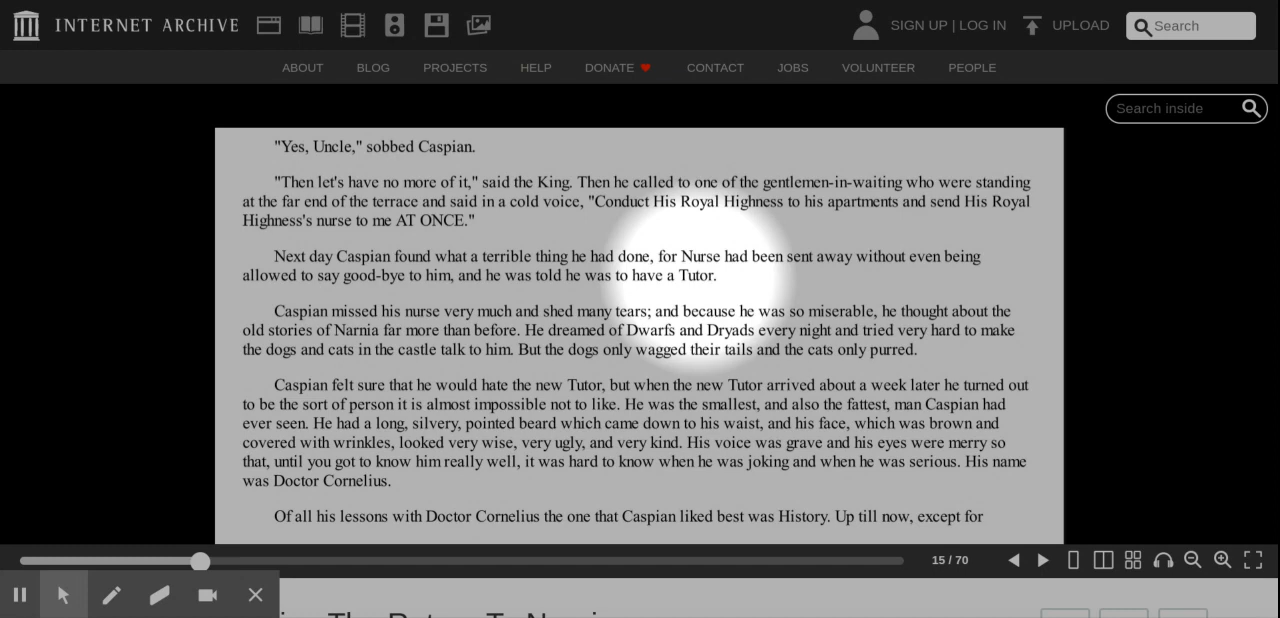 INTERNET ARCHIVE
SIGN UP | LOG IN
UPLOAD
Search
ABOUT BLOG PROJECTS HELP DONATE CONTACT JOBS VOLUNTEER PEOPLE
Search inside
"Yes, Uncle," sobbed Caspian.
"Then let's have no more of it," said the King. Then he called to one of the gentlemen-in-waiting who were standing
at the far end of the terrace and said in a cold voice, "Conduct His Royal Highness to his apartments and send His Royal
Highness's nurse to me AT ONCE."
Next day Caspian found what a terrible thing he had done, for Nurse had been sent away without even being
allowed to say good-bye to him, and he was told he was to have a Tutor.
Caspian missed his nurse very much and shed many tears; and because he was so miserable, he thought about the
old stories of Narnia far more than before. He dreamed of Dwarfs and Dryads every night and tried very hard to make
the dogs and cats in the castle talk to him. But the dogs only wagged their tails and the cats only purred.
Caspian felt sure that he would hate the new Tutor, but when the new Tutor arrived about a week later he turned out
to be the sort of person it is almost impossible not to like. He was the smallest, and also the fattest, man Caspian had
ever seen. He had a long, silvery, pointed beard which came down to his waist, and his face, which was brown and
covered with wrinkles, looked very wise, very ugly, and very kind. His voice was grave and his eyes were merry so
that, until you got to know him really well, it was hard to know when he was joking and when he was serious. His name
was Doctor Cornelius.
Of all his lessons with Doctor Cornelius the one that Caspian liked best was History. Up till now, except for
15 / 70
The Return To Narnia